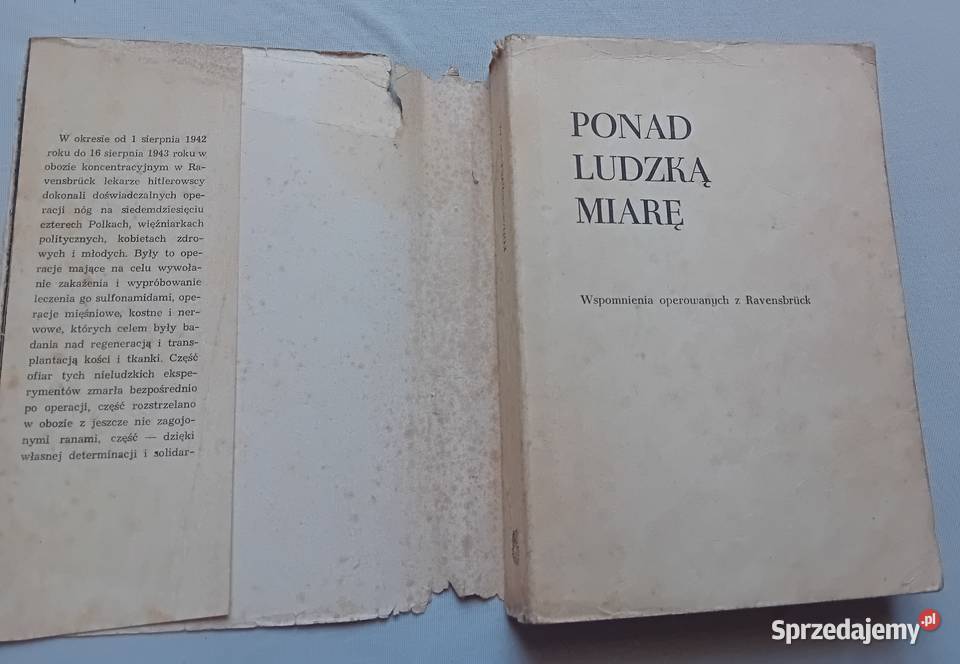 W okresie od 1 sierpnia 1942
roku do 16 sierpnia 1943 roku w
obozie koncentracyjnym w Ra-
vensbrück lekarze hitlerowscy
dokonali doświadczalnych ope-
racji nóg na siedemdziesięciu
czterech Polkach, więźniarkach
politycznych, kobietach zdro-
wych i młodych. Były to ope-
racje mające na celu wywoła-
nie zakażenia i wypróbowanie
leczenia go sulfonamidami, ope-
racje mięśniowe, kostne i ner-
wowe, których celem były ba-
dania nad regeneracją i trans-
plantacją kości i tkanki. Część
ofiar tych nieludzkich ekspe-
rymentów zmarła bezpośrednio
po operacji, część rozstrzelano
w obozie z jeszcze nie zagojo-
nymi ranami, część — dzięki
własnej determinacji i solidar-
PONAD
LUDZKĄ
MIARĘ
Wspomnienia operowanych z Ravensbrück
Sprzedajemy.pl